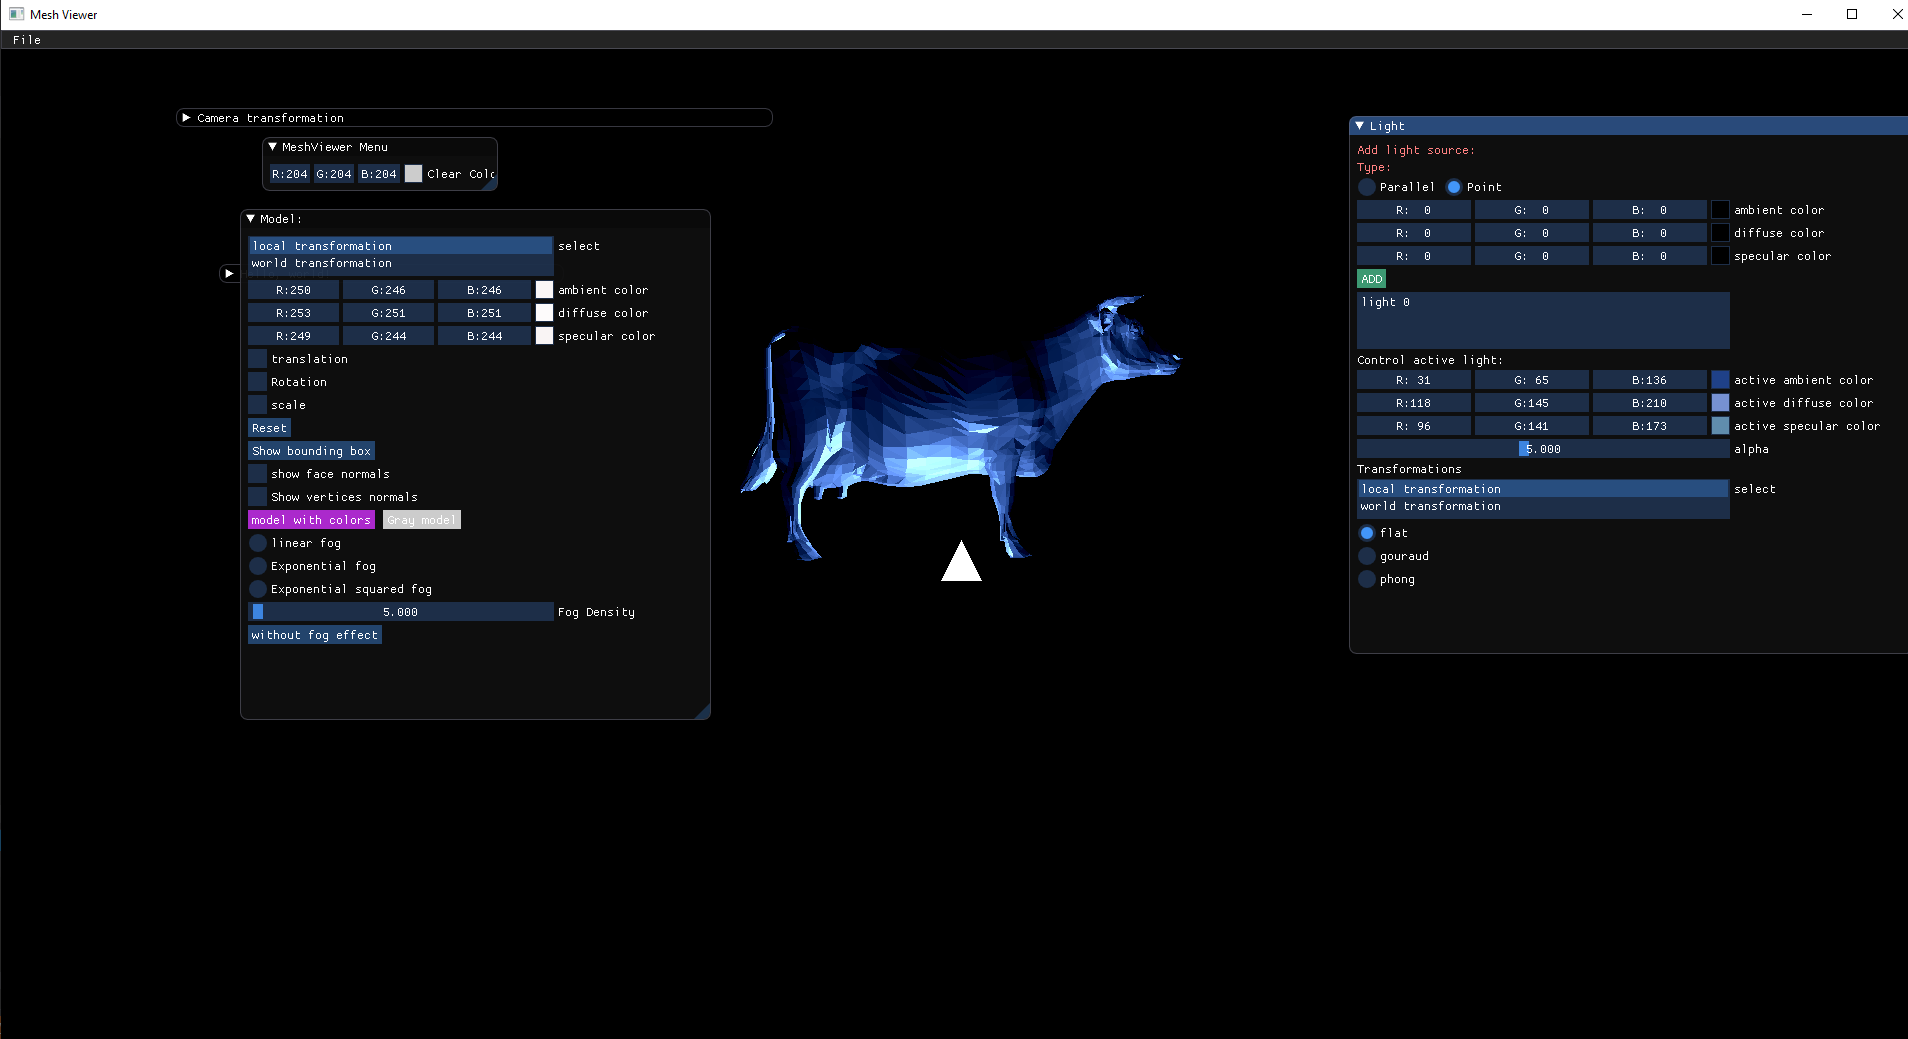 Mesh Viewer
File
Camera transformation
MeshViewer Menu
R:204 G:204 B:204 Clear Colo
Model:
local transformation select
world transformation
R:250 G:246 B:246 ambient color
R:253 G:251 B:251 diffuse color
R:249 G:244 B:244 specular color
translation
Rotation
scale
Reset
Show bounding box
show face normals
Show vertices normals
model with colors Gray model
linear fog
Exponential fog
Exponential squared fog
5.000 Fog Density
without fog effect
Light
Add light source:
Type:
Parallel Point
R: 0 G: 0 B: 0 ambient color
R: 0 G: 0 B: 0 diffuse color
R: 0 G: 0 B: 0 specular color
ADD
light 0
Control active light:
R: 31 G: 65 B:136 active ambient color
R:118 G:145 B:210 active diffuse color
R: 96 G:141 B:173 active specular color
5.000 alpha
Transformations
local transformation select
world transformation
flat
gouraud
phong